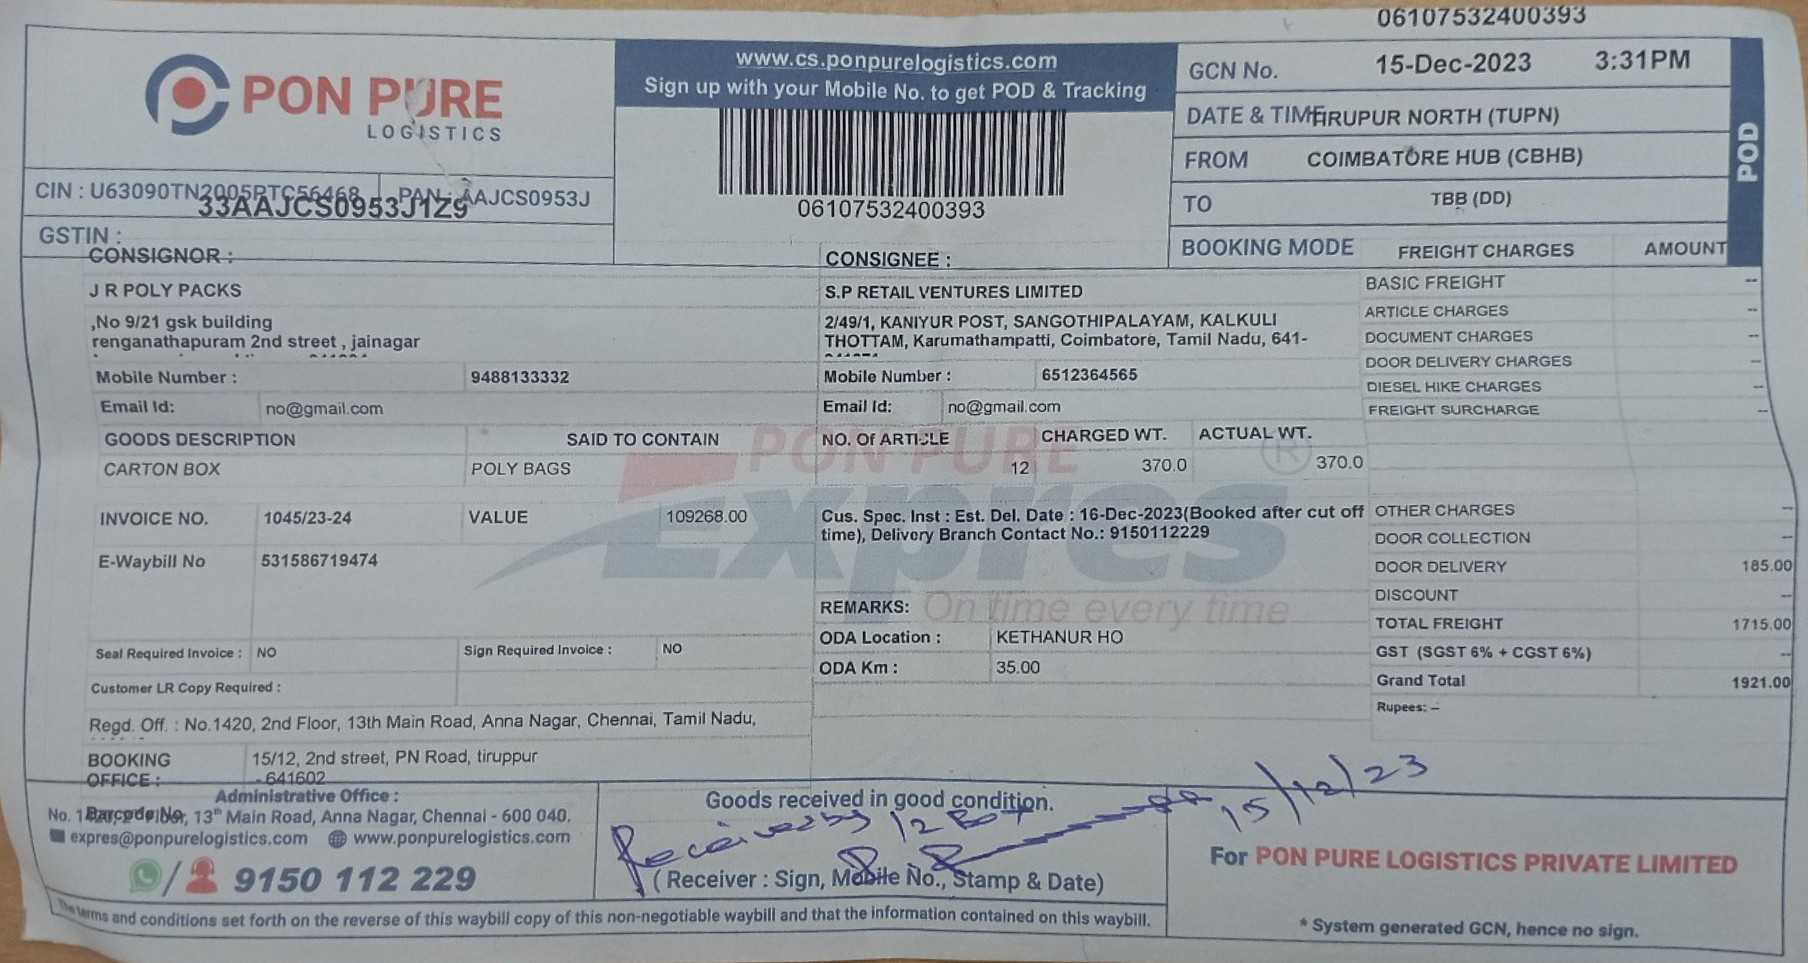 06107532400393
PON PURE
LOGISTICS
www.cs.ponpurelogistics.com
Sign up with your Mobile No. to get POD & Tracking
06107532400393
GCN No. 15-Dec-2023 3:31PM
DATE & TIME TIRUPUR NORTH (TUPN)
FROM COIMBATORE HUB (CBHB)
TO TBB (DD)
BOOKING MODE
POD
CIN : U63090TN2005PTC56468 PAN : AAJCS0953J
33AAJCS0953J1Z9
GSTIN :
CONSIGNOR :
J R POLY PACKS
,No 9/21 gsk building
renganathapuram 2nd street , jainagar
Mobile Number : 9488133332
Email Id: no@gmail.com
CONSIGNEE :
S.P RETAIL VENTURES LIMITED
2/49/1, KANIYUR POST, SANGOTHIPALAYAM, KALKULI
THOTTAM, Karumathampatti, Coimbatore, Tamil Nadu, 641-
Mobile Number : 6512364565
Email Id: no@gmail.com
FREIGHT CHARGES AMOUNT
BASIC FREIGHT --
ARTICLE CHARGES --
DOCUMENT CHARGES --
DOOR DELIVERY CHARGES --
DIESEL HIKE CHARGES --
FREIGHT SURCHARGE --
GOODS DESCRIPTION SAID TO CONTAIN NO. Of ARTICLE CHARGED WT. ACTUAL WT.
CARTON BOX POLY BAGS 12 370.0 370.0
PON PURE
Expres ®
On time every time
INVOICE NO. 1045/23-24 VALUE 109268.00
E-Waybill No 531586719474
Cus. Spec. Inst : Est. Del. Date : 16-Dec-2023(Booked after cut off
time), Delivery Branch Contact No.: 9150112229
REMARKS:
ODA Location : KETHANUR HO
ODA Km : 35.00
OTHER CHARGES --
DOOR COLLECTION --
DOOR DELIVERY 185.00
DISCOUNT --
TOTAL FREIGHT 1715.00
GST (SGST 6% + CGST 6%) --
Grand Total 1921.00
Rupees: --
Seal Required Invoice : NO Sign Required Invoice : NO
Customer LR Copy Required :
Regd. Off. : No.1420, 2nd Floor, 13th Main Road, Anna Nagar, Chennai, Tamil Nadu,
BOOKING OFFICE : 15/12, 2nd street, PN Road, tiruppur
- 641602
Administrative Office :
Barcode No
Floor, 13th Main Road, Anna Nagar, Chennai - 600 040.
expres@ponpurelogistics.com www.ponpurelogistics.com
/ 9150 112 229
Goods received in good condition.
Received by 12 Box
15/12/23
(Receiver : Sign, Mobile No., Stamp & Date)
For PON PURE LOGISTICS PRIVATE LIMITED
The terms and conditions set forth on the reverse of this waybill copy of this non-negotiable waybill and that the information contained on this waybill.
* System generated GCN, hence no sign.